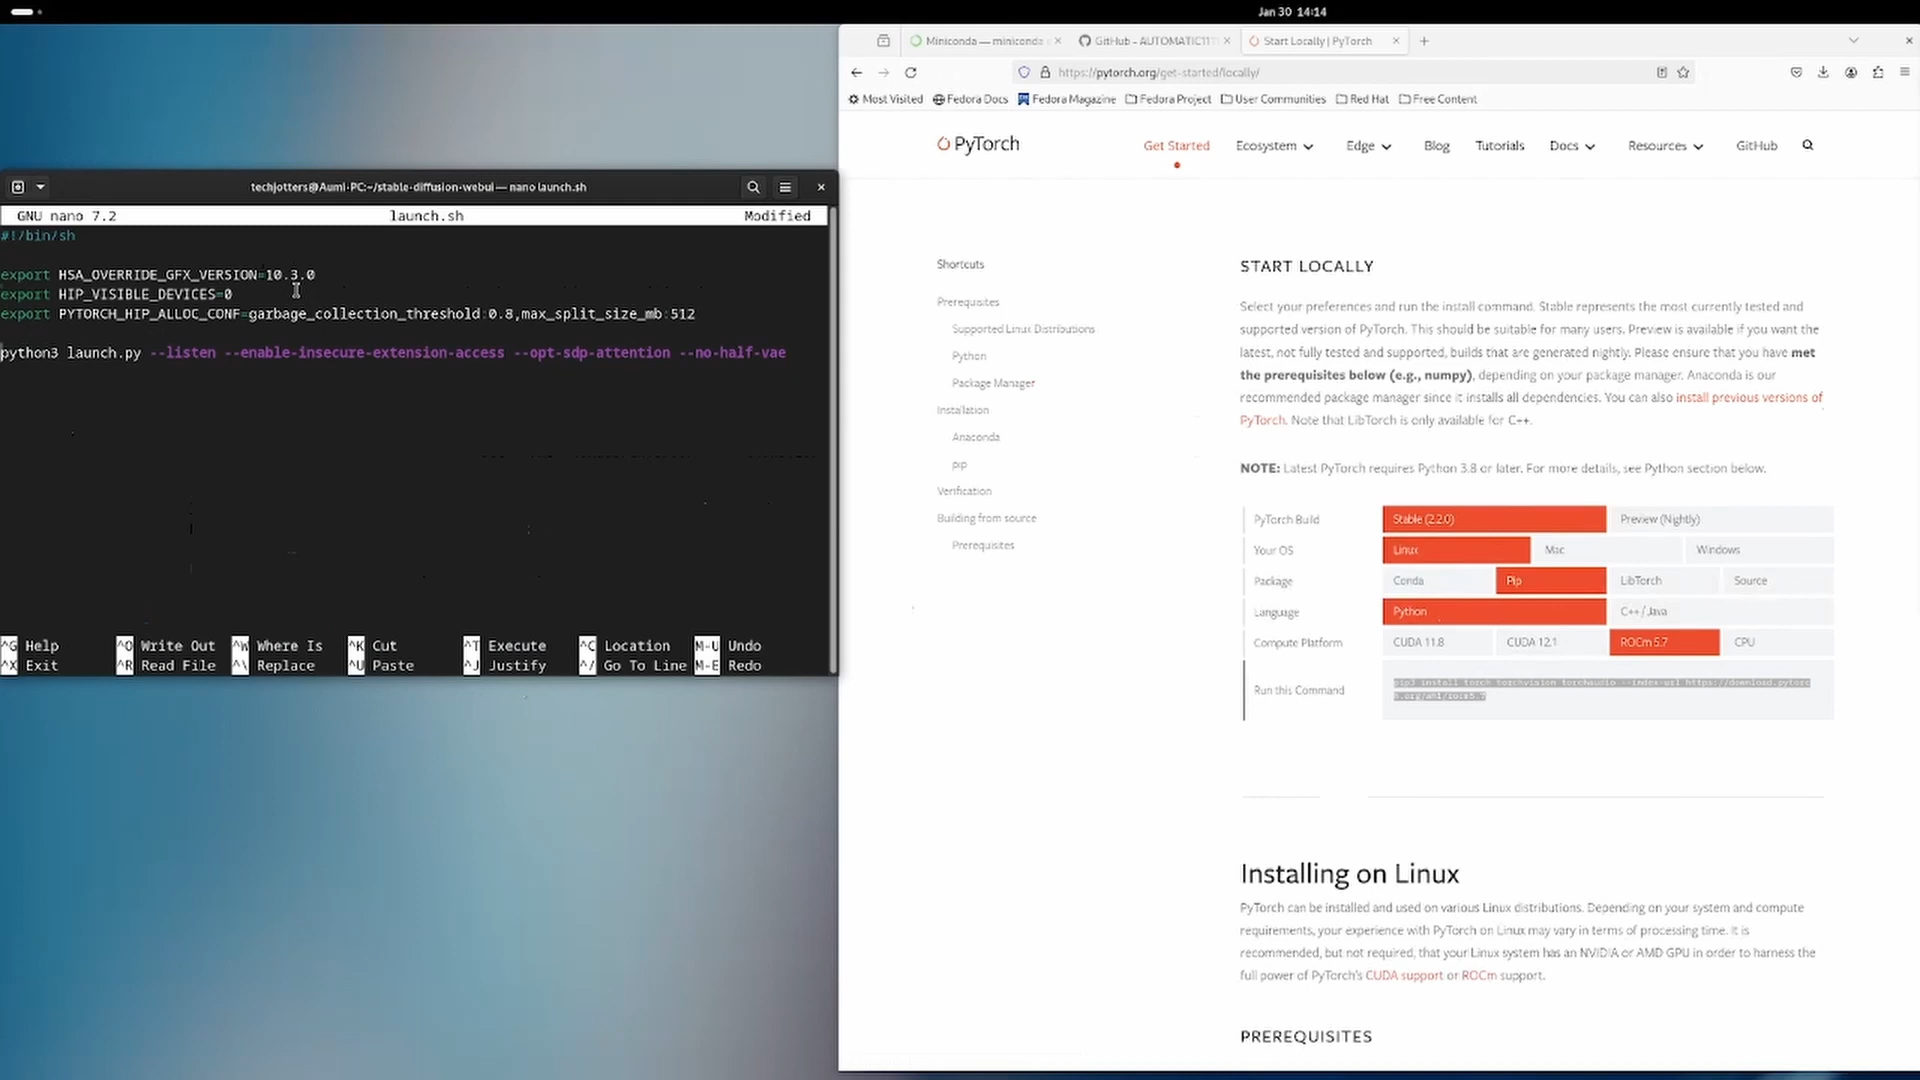 Jan 30 14:14
Miniconda — miniconda
GitHub - AUTOMATIC111
Start Locally | PyTorch
https://pytorch.org/get-started/locally/
Most Visited
Fedora Docs
Fedora Magazine
Fedora Project
User Communities
Red Hat
Free Content
PyTorch
Get Started
Ecosystem
Edge
Blog
Tutorials
Docs
Resources
GitHub
techjotters@Aumi-PC:~/stable-diffusion-webui — nano launch.sh
GNU nano 7.2 launch.sh Modified
#!/bin/sh
export HSA_OVERRIDE_GFX_VERSION=10.3.0
export HIP_VISIBLE_DEVICES=0
export PYTORCH_HIP_ALLOC_CONF=garbage_collection_threshold:0.8,max_split_size_mb:512
python3 launch.py --listen --enable-insecure-extension-access --opt-sdp-attention --no-half-vae
^G Help ^O Write Out ^W Where Is ^K Cut ^T Execute ^C Location M-U Undo
^X Exit ^R Read File ^\ Replace ^U Paste ^J Justify ^/ Go To Line M-E Redo
Shortcuts
Prerequisites
Supported Linux Distributions
Python
Package Manager
Installation
Anaconda
pip
Verification
Building from source
Prerequisites
START LOCALLY
Select your preferences and run the install command. Stable represents the most currently tested and
supported version of PyTorch. This should be suitable for many users. Preview is available if you want the
latest, not fully tested and supported, builds that are generated nightly. Please ensure that you have met
the prerequisites below (e.g., numpy), depending on your package manager. Anaconda is our
recommended package manager since it installs all dependencies. You can also install previous versions of
PyTorch. Note that LibTorch is only available for C++.
NOTE: Latest PyTorch requires Python 3.8 or later. For more details, see Python section below.
PyTorch Build Stable (2.2.0) Preview (Nightly)
Your OS Linux Mac Windows
Package Conda Pip LibTorch Source
Language Python C++ / Java
Compute Platform CUDA 11.8 CUDA 12.1 ROCm 5.7 CPU
Run this Command
pip3 install torch torchvision torchaudio --index-url https://download.pytorc
h.org/whl/rocm5.7
Installing on Linux
PyTorch can be installed and used on various Linux distributions. Depending on your system and compute
requirements, your experience with PyTorch on Linux may vary in terms of processing time. It is
recommended, but not required, that your Linux system has an NVIDIA or AMD GPU in order to harness the
full power of PyTorch's CUDA support or ROCm support.
PREREQUISITES